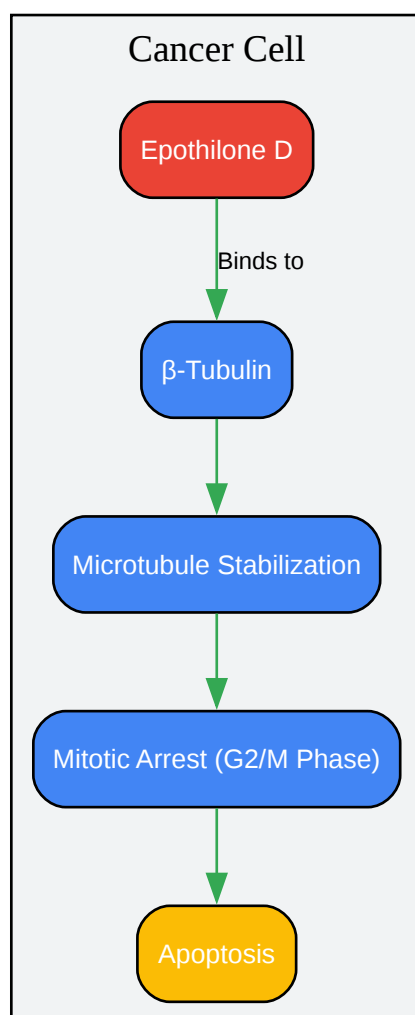 Cancer Cell
Epothilone D
Binds to
β-Tubulin
Microtubule Stabilization
Mitotic Arrest (G2/M Phase)
Apoptosis